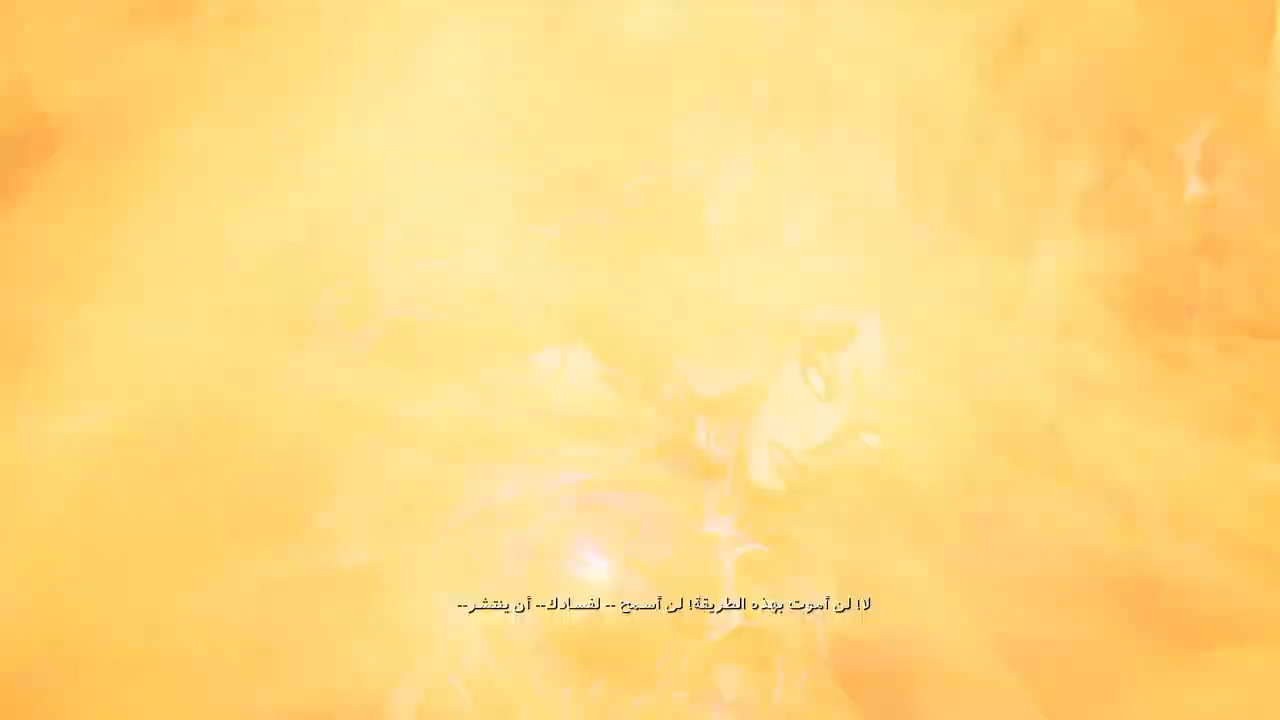 لا! لن أموت بهذه الطريقة! لن أسمح -- لفسادك-- أن ينتشر--